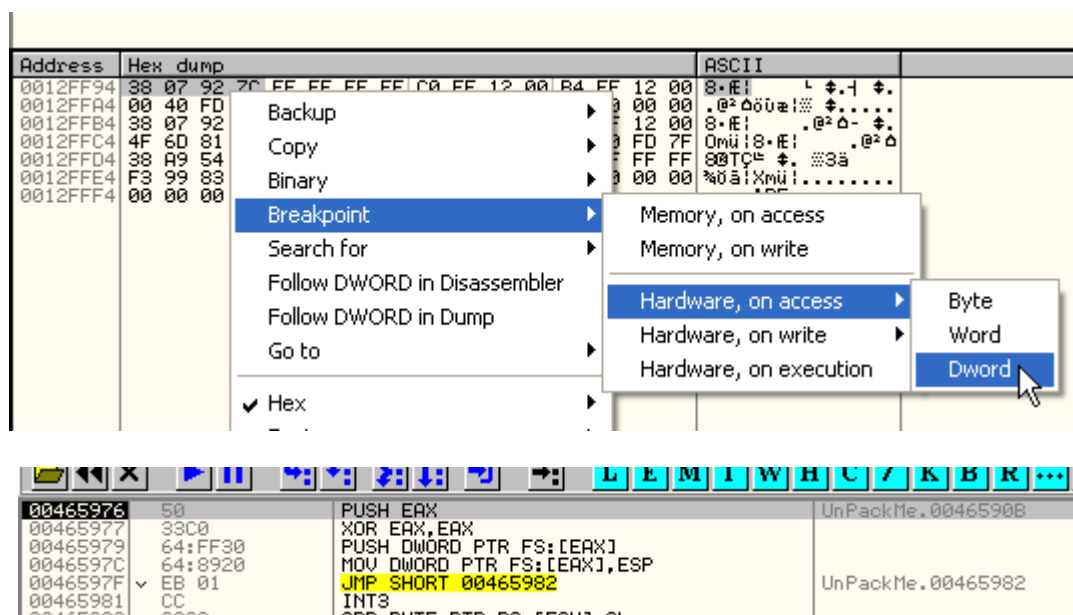 Address Hex dump ASCII
0012FF94 38 07 92 7C FF FF FF FF C0 FF 12 00 B4 FF 12 00
0012FFA4 00 40 FD 00 00
0012FFB4 38 07 92 12 00
0012FFC4 4F 6D 81 FD 7F
0012FFD4 38 A9 54 FF FF
0012FFE4 F3 99 83 00 00
0012FFF4 00 00 00
Backup
Copy
Binary
Breakpoint
Search for
Follow DWORD in Disassembler
Follow DWORD in Dump
Go to
Hex
Memory, on access
Memory, on write
Hardware, on access
Hardware, on write
Hardware, on execution
Byte
Word
Dword
L E M T W H C / K B R ...
00465976 50 PUSH EAX UnPackMe.0046590B
00465977 33C0 XOR EAX,EAX
00465979 64:FF30 PUSH DWORD PTR FS:[EAX]
0046597C 64:8920 MOV DWORD PTR FS:[EAX],ESP
0046597F EB 01 JMP SHORT 00465982 UnPackMe.00465982
00465981 CC INT3